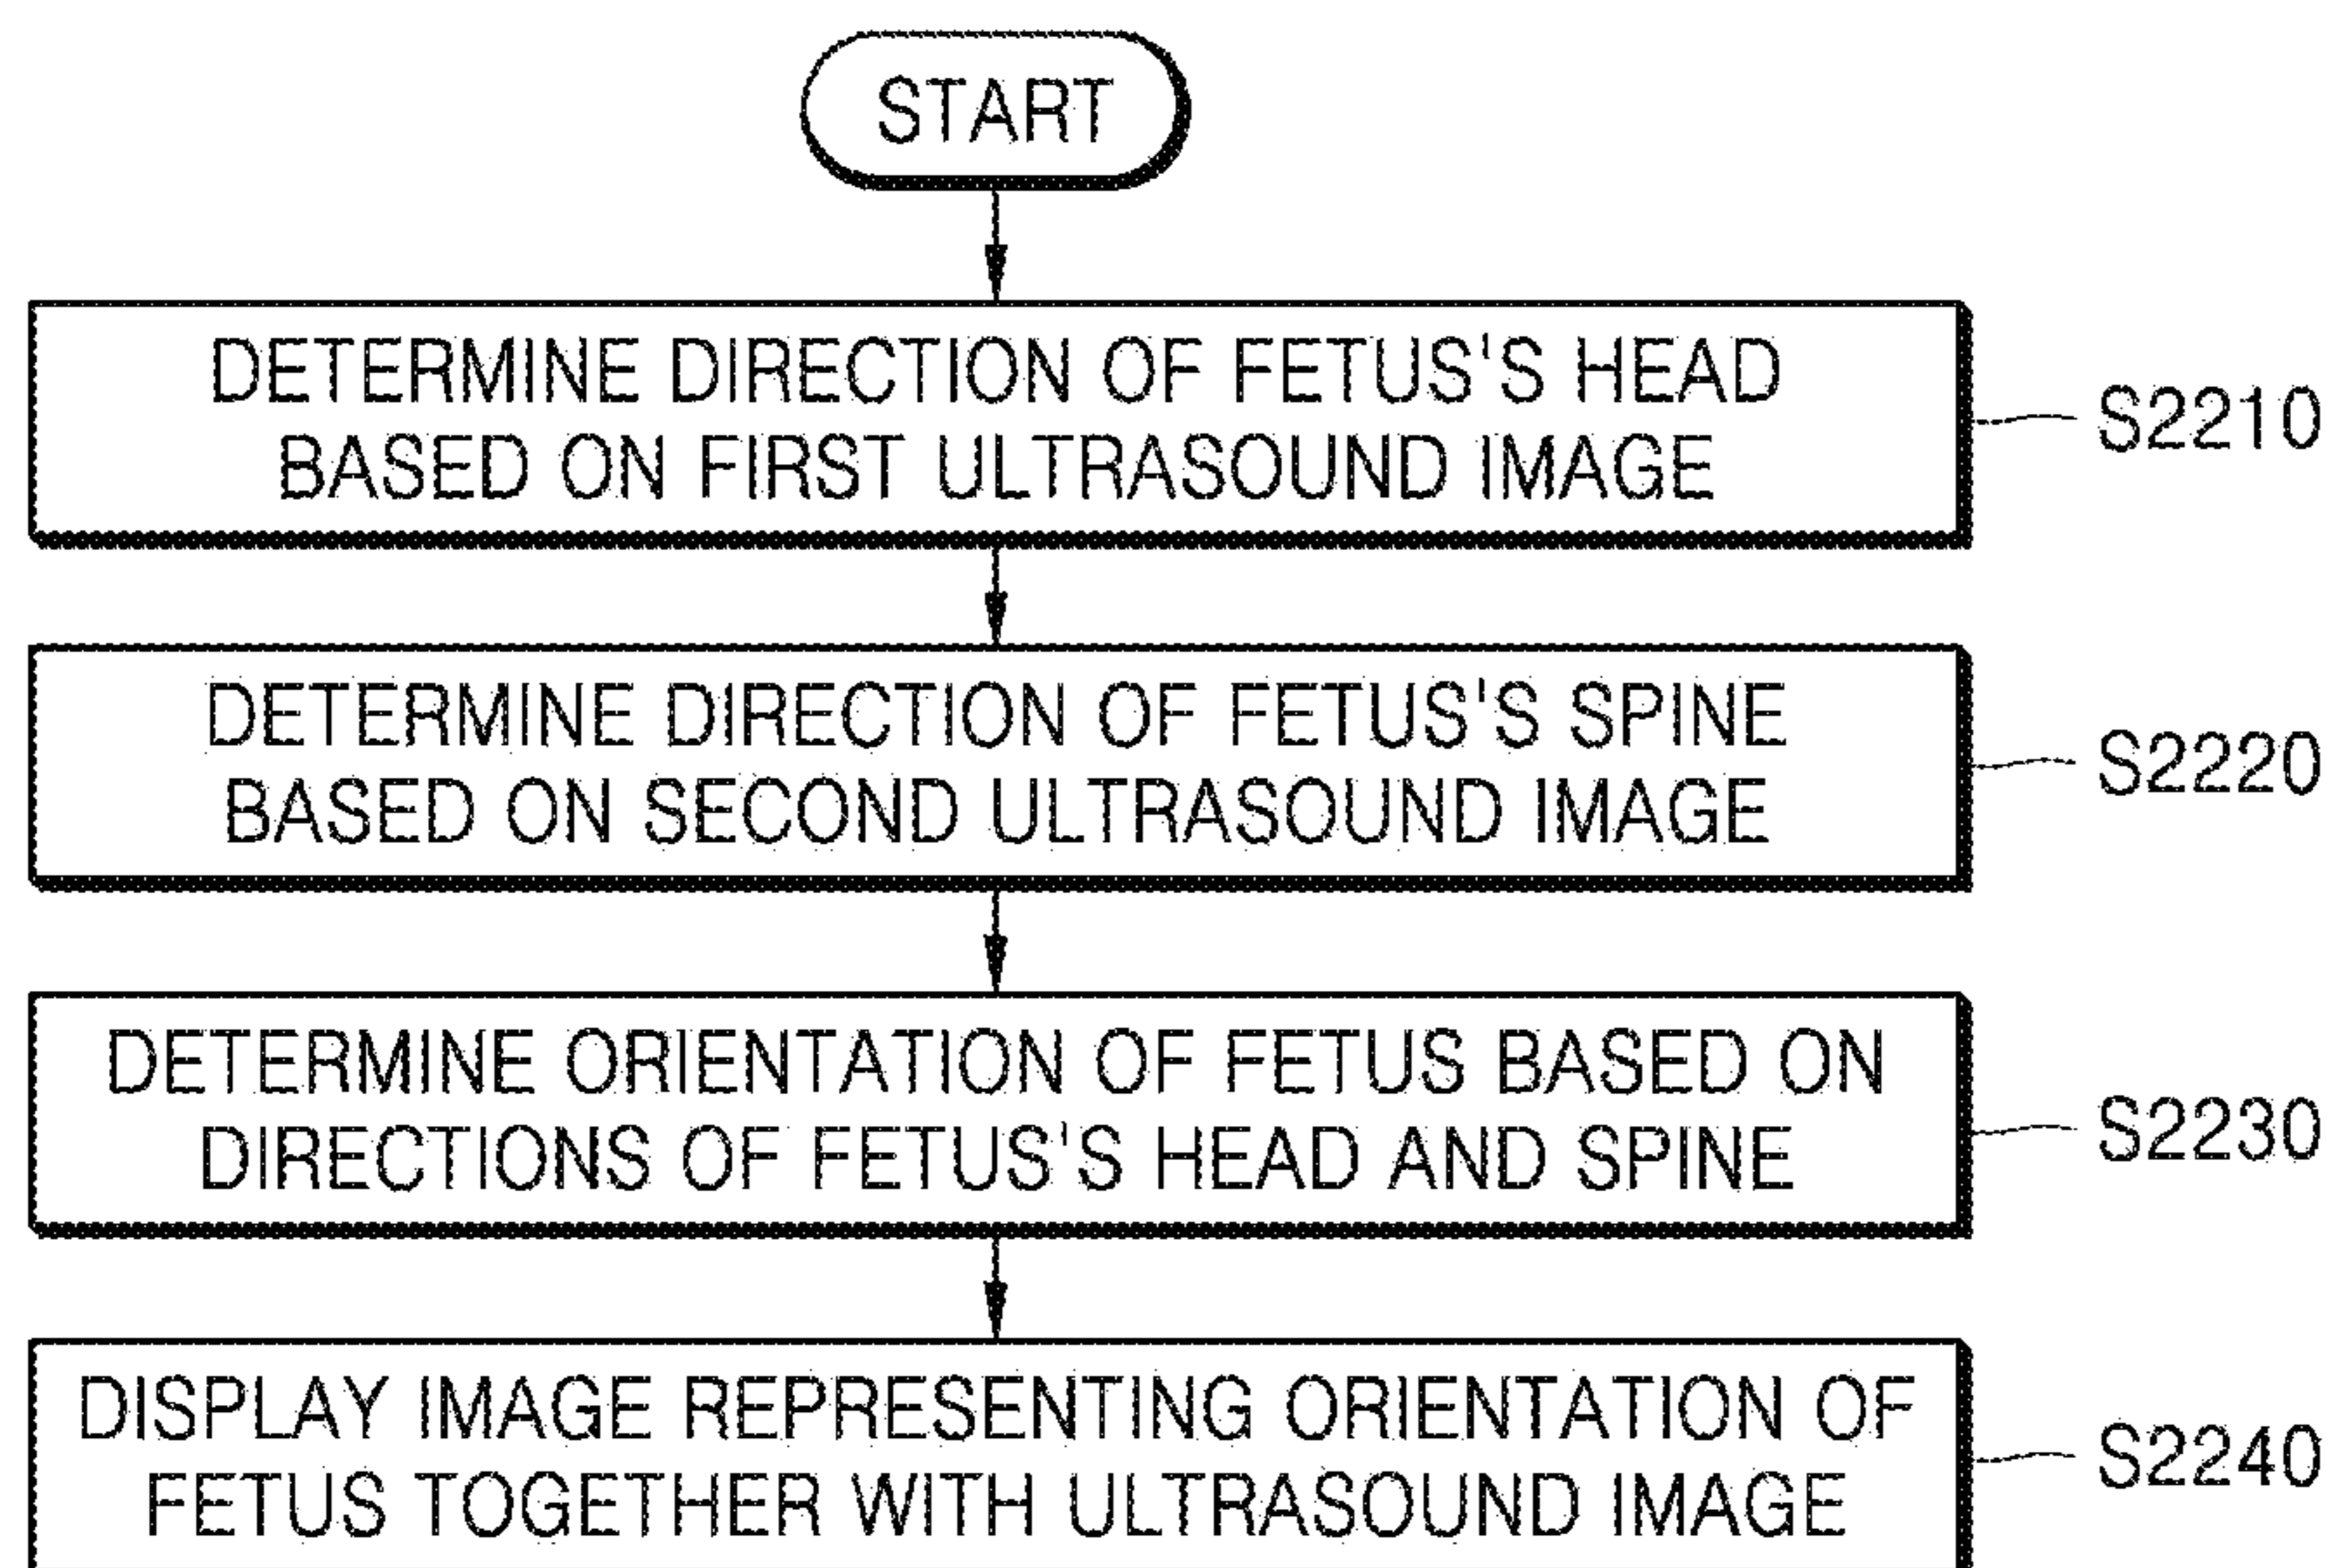 START
DETERMINE DIRECTION OF FETUS'S HEAD
BASED ON FIRST ULTRASOUND IMAGE
S2210
DETERMINE DIRECTION OF FETUS'S SPINE
BASED ON SECOND ULTRASOUND IMAGE
S2220
DETERMINE ORIENTATION OF FETUS BASED ON
DIRECTIONS OF FETUS'S HEAD AND SPINE
S2230
DISPLAY IMAGE REPRESENTING ORIENTATION OF
FETUS TOGETHER WITH ULTRASOUND IMAGE
S2240